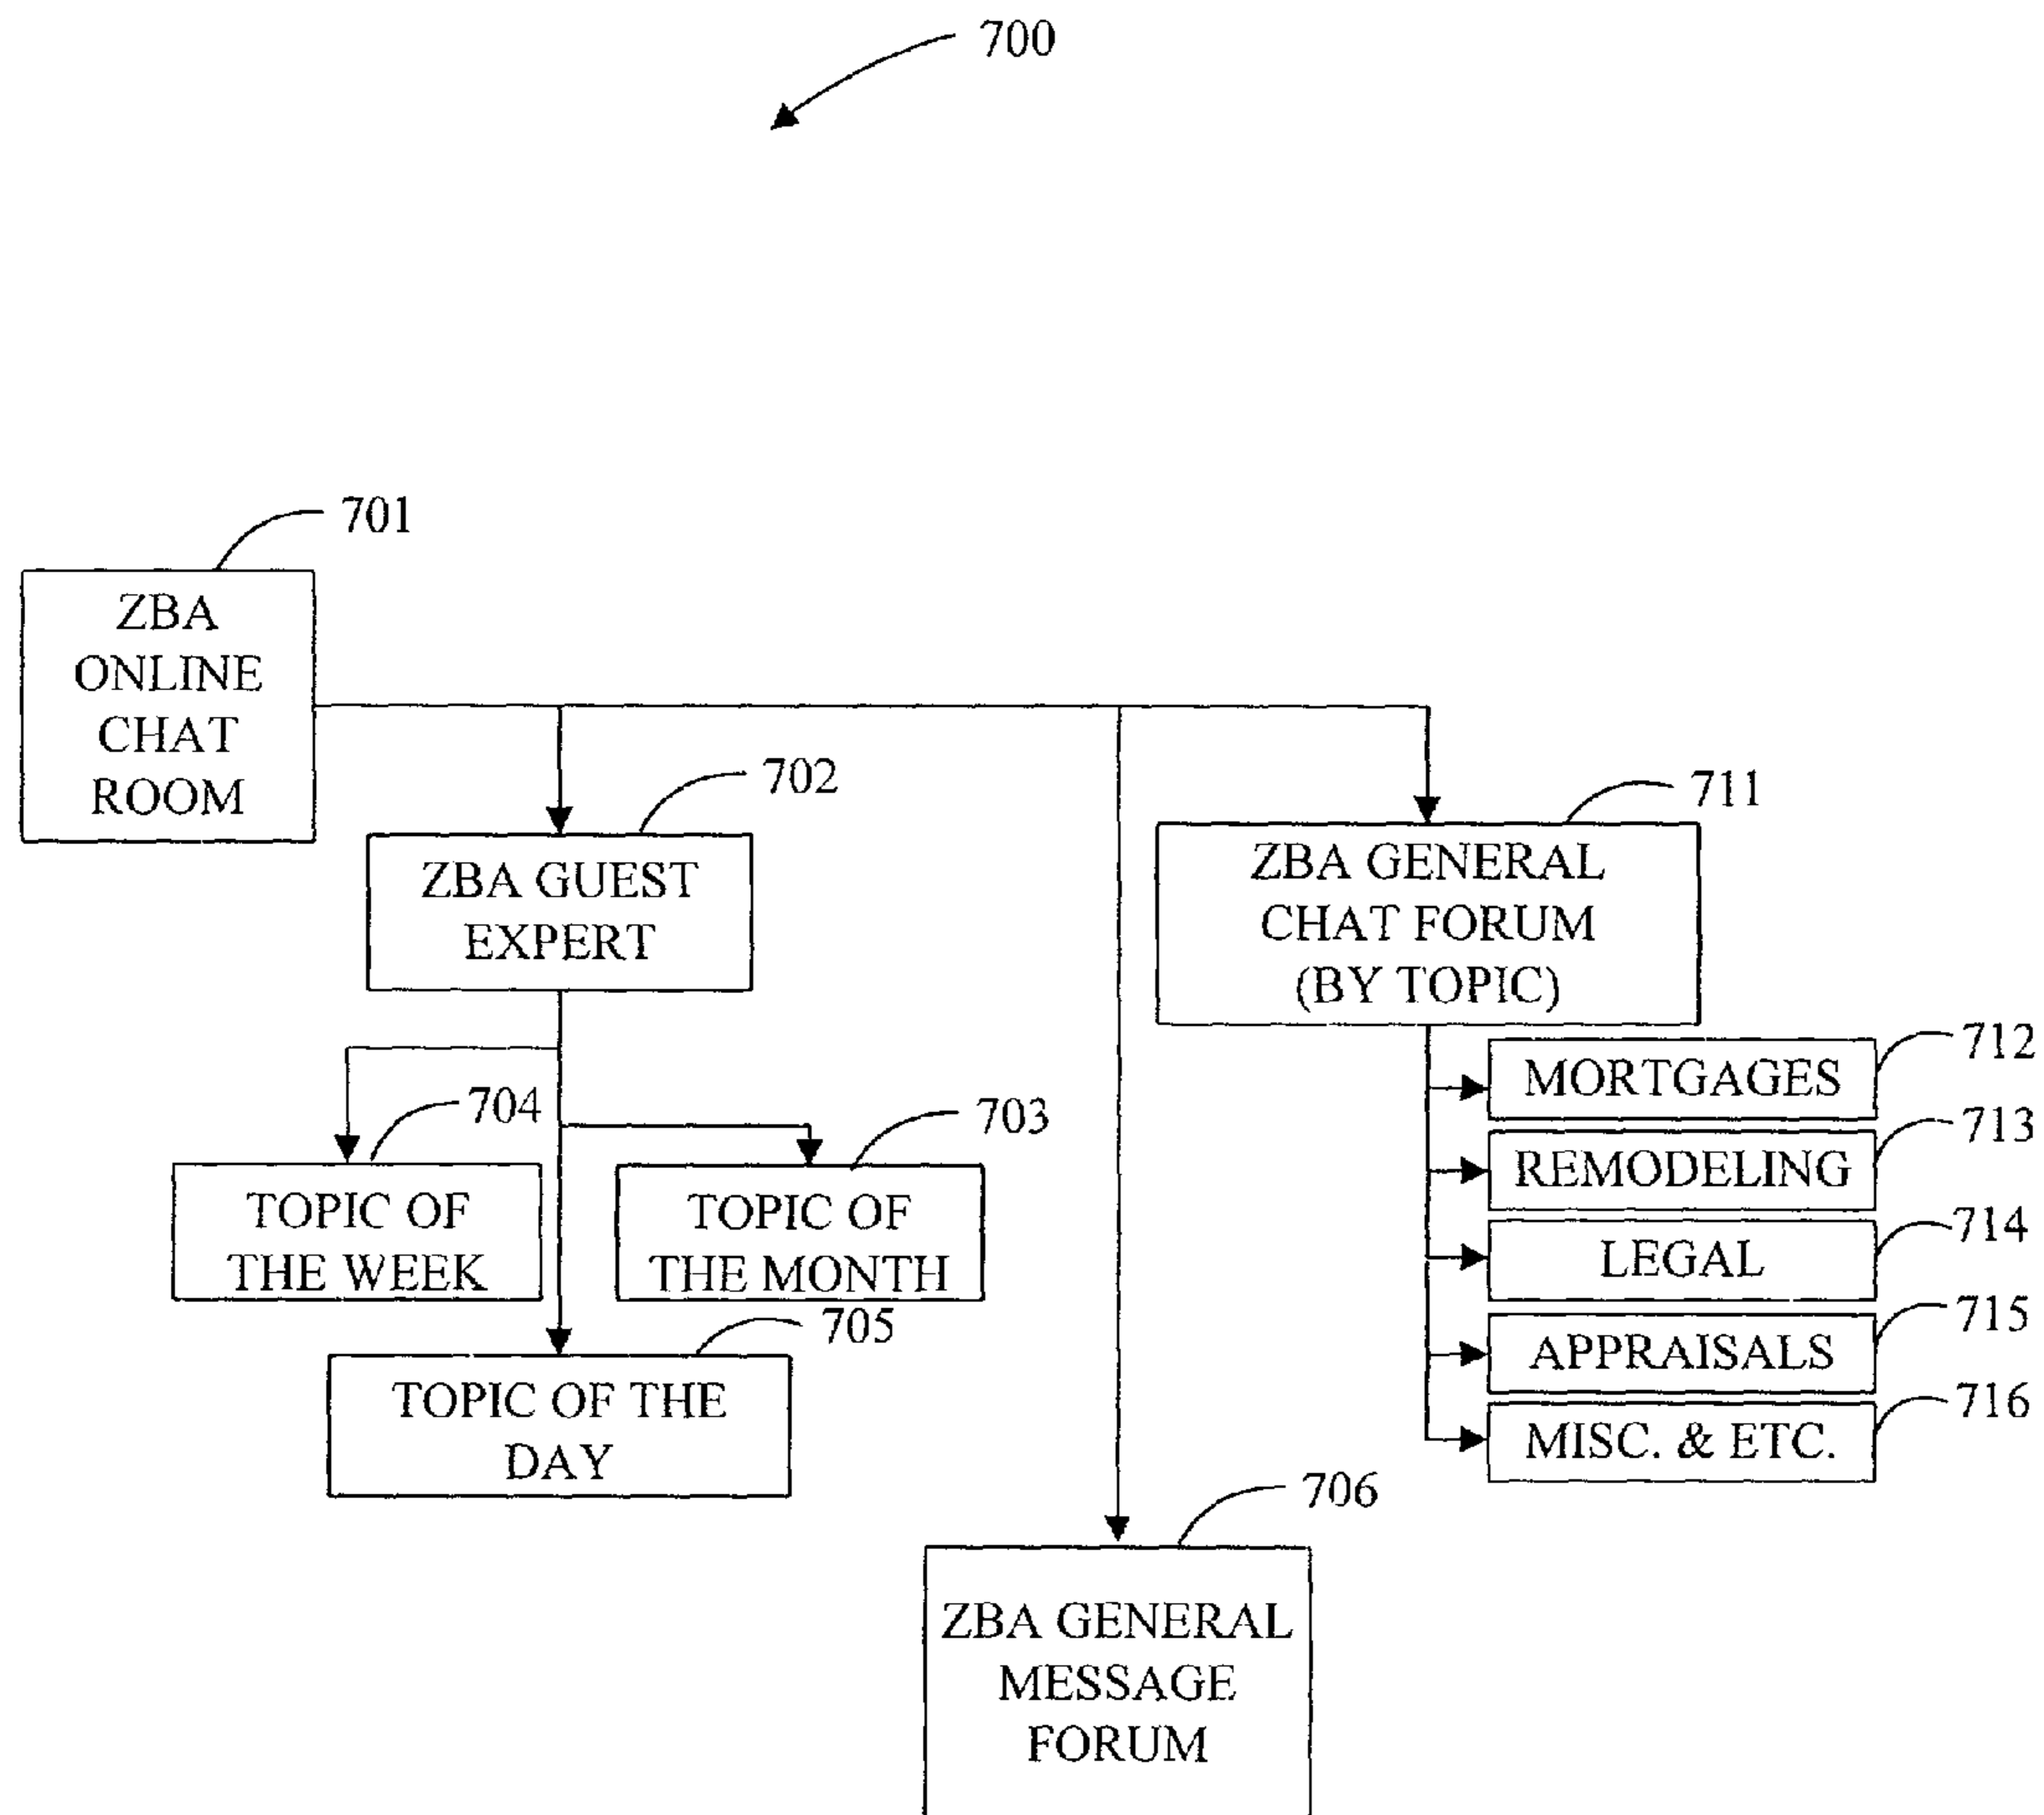 700
701
ZBA
ONLINE
CHAT
ROOM
702
ZBA GUEST
EXPERT
704
TOPIC OF
THE WEEK
703
TOPIC OF
THE MONTH
705
TOPIC OF THE
DAY
706
ZBA GENERAL
MESSAGE
FORUM
711
ZBA GENERAL
CHAT FORUM
(BY TOPIC)
712
MORTGAGES
713
REMODELING
714
LEGAL
715
APPRAISALS
716
MISC. & ETC.